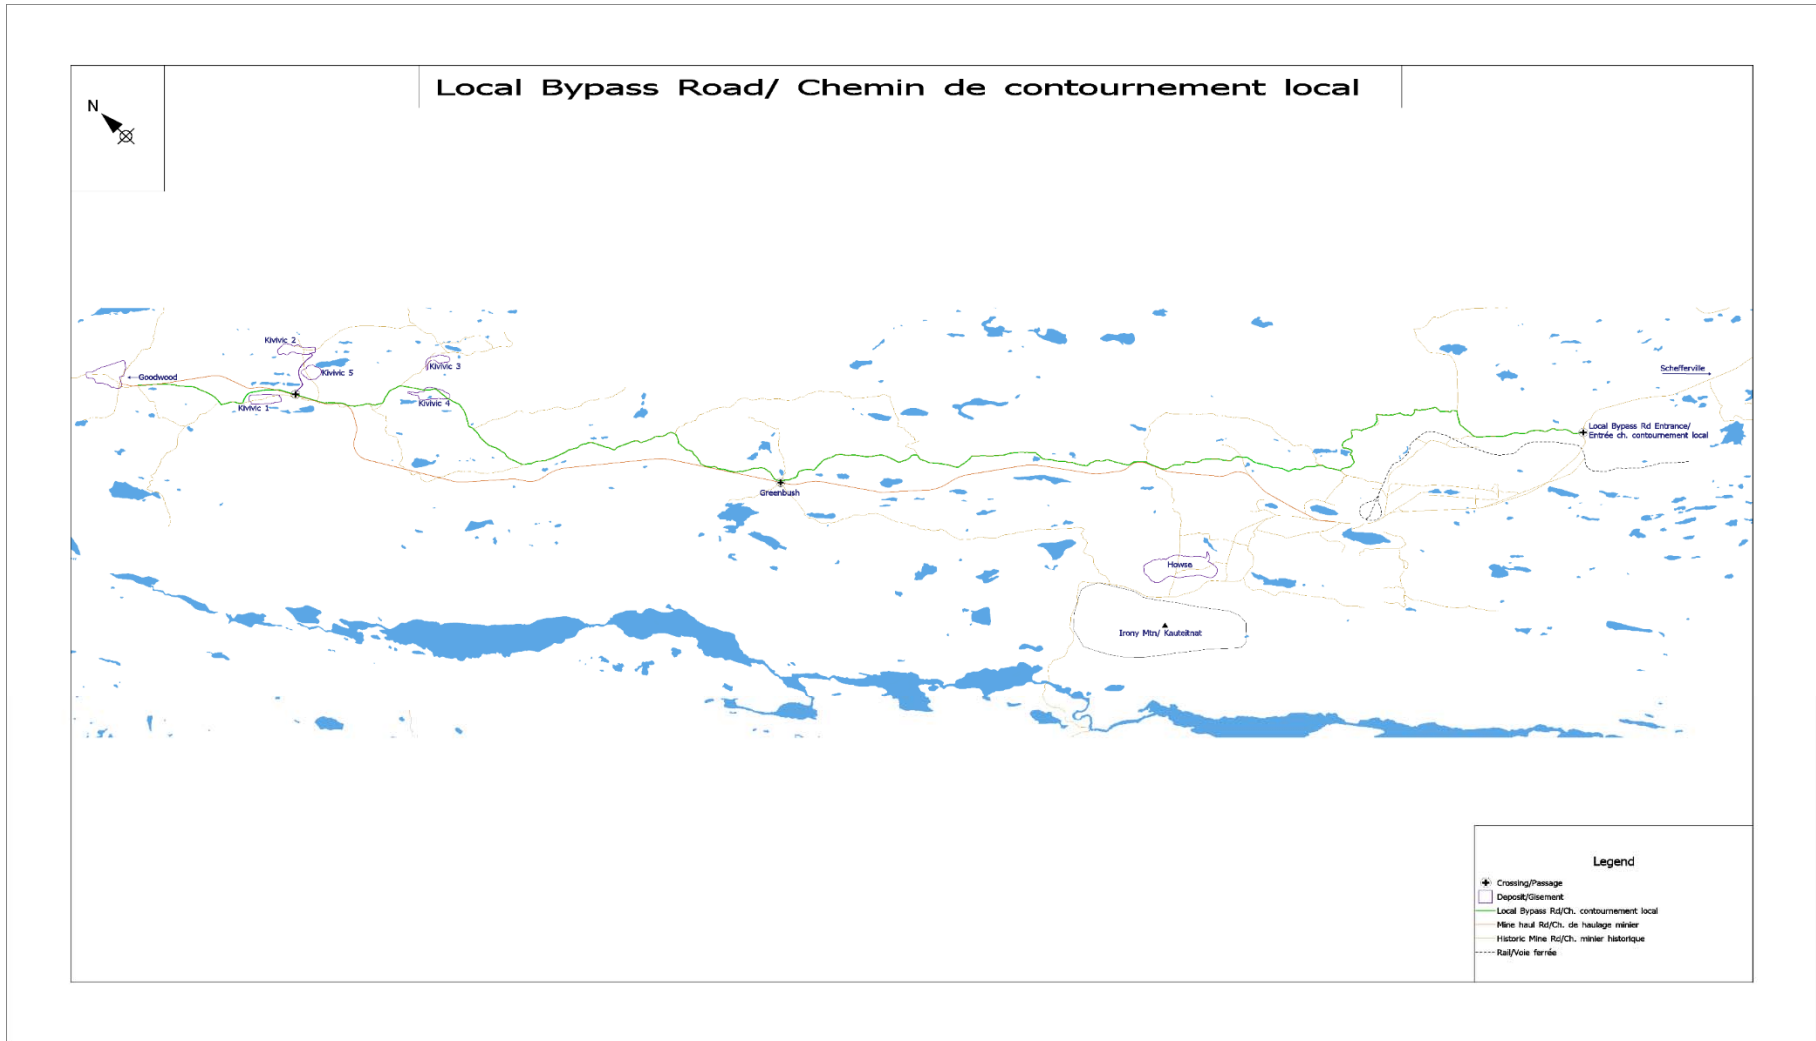 Local Bypass Road/ Chemin de contournement local
N
Kivivic 2
Kivivic 3
Schefferville
Kivivic 5
Goodwood
Kivivic 4
Kivivic 1
Local Bypass Rd Entrance/
Entrée ch. contournement local
Greenbush
Howse
Irony Mtn/ Kauteitnat
Legend
Crossing/Passage
Deposit/Gisement
Local Bypass Rd/Ch. contournement local
Mine haul Rd/Ch. de haulage minier
Historic Mine Rd/Ch. minier historique
Rail/Voie ferrée